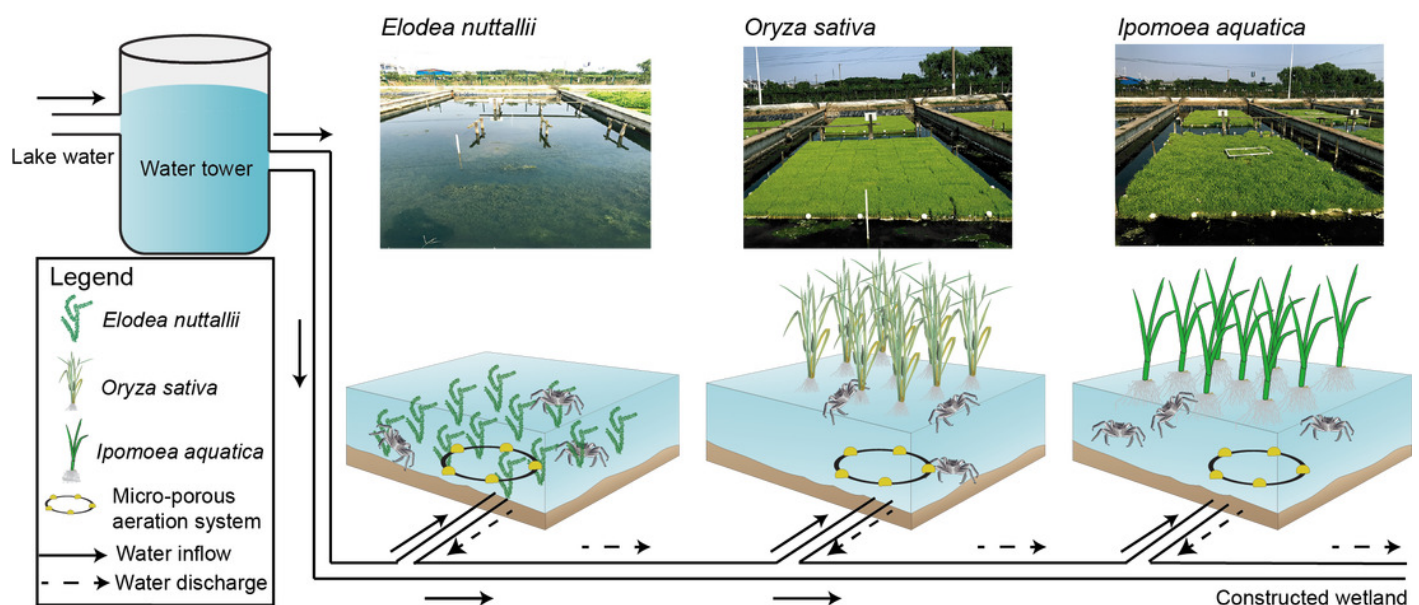 Elodea nuttallii
Oryza sativa
Ipomoea aquatica
Lake water
Water tower
Legend
Elodea nuttallii
Oryza sativa
Ipomoea aquatica
Micro-porous
aeration system
Water inflow
Water discharge
Constructed wetland